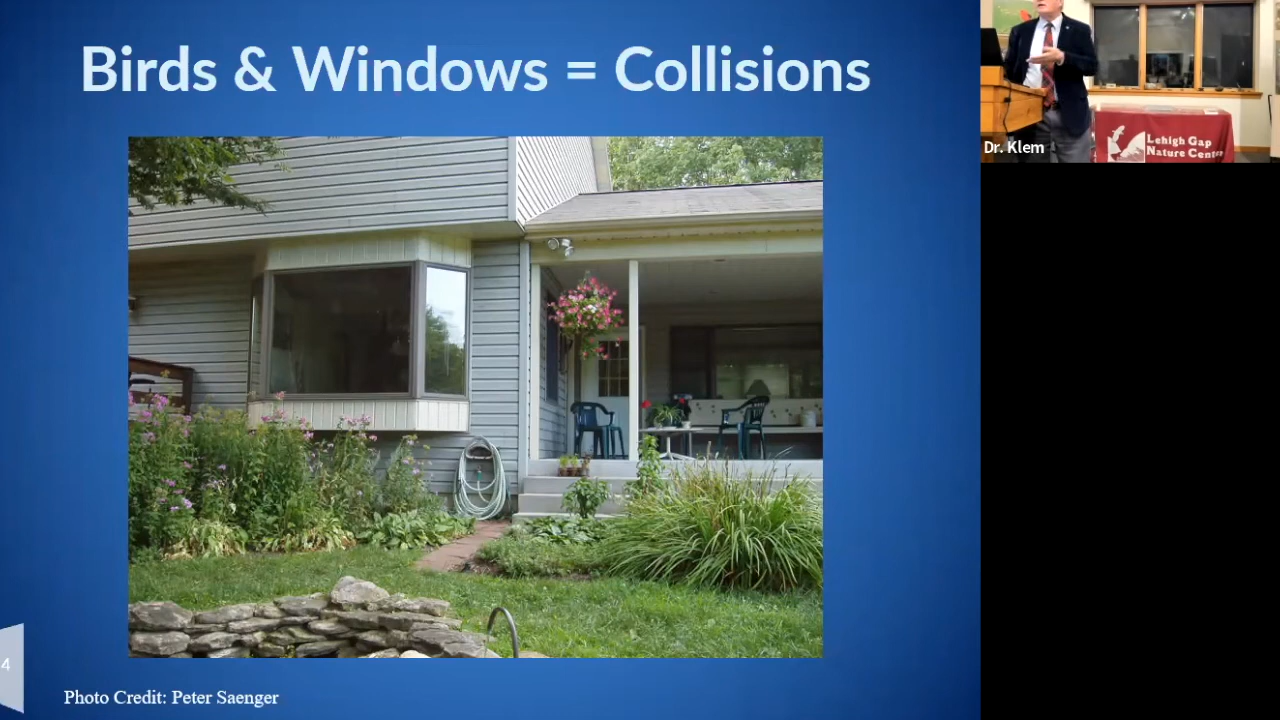 Birds & Windows = Collisions
Dr. Klem
Lehigh Gap
Nature Center
4
Photo Credit: Peter Saenger